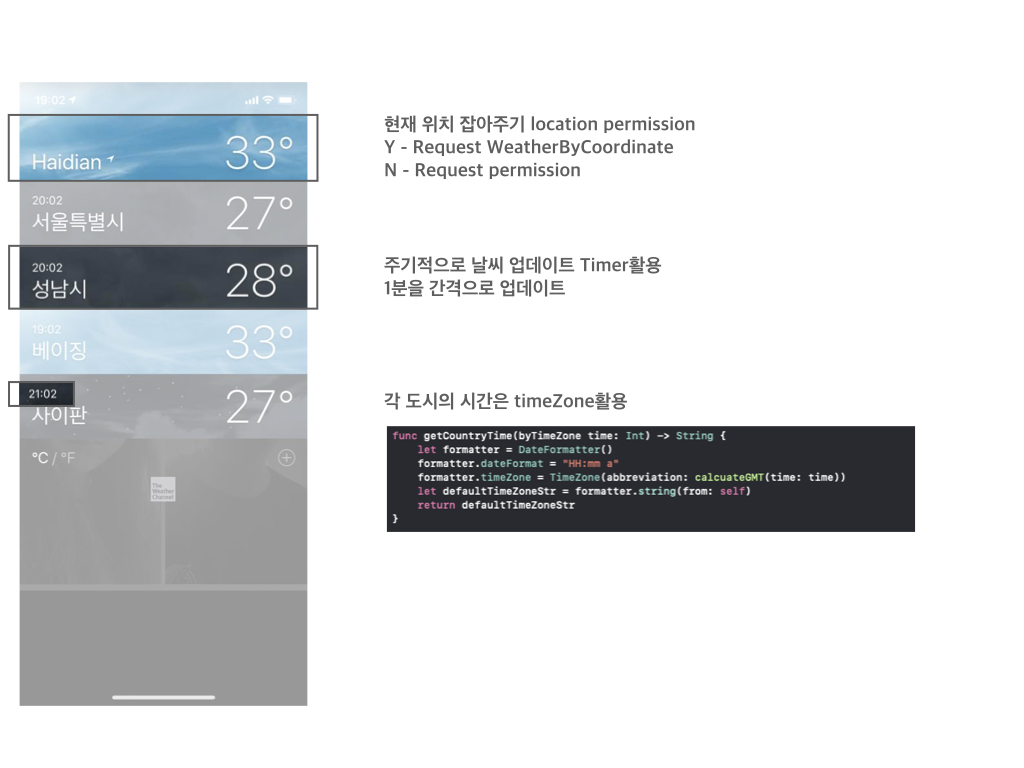 19:02
Haidian
33°
20:02
서울특별시
27°
20:02
성남시
28°
19:02
베이징
33°
21:02
사이판
27°
°C / °F
The
Weather
Channel
현재 위치 잡아주기 location permission
Y - Request WeatherByCoordinate
N - Request permission
주기적으로 날씨 업데이트 Timer활용
1분을 간격으로 업데이트
각 도시의 시간은 timeZone활용
func getCountryTime(byTimeZone time: Int) -> String {
let formatter = DateFormatter()
formatter.dateFormat = "HH:mm a"
formatter.timeZone = TimeZone(abbreviation: calcuateGMT(time: time))
let defaultTimeZoneStr = formatter.string(from: self)
return defaultTimeZoneStr
}